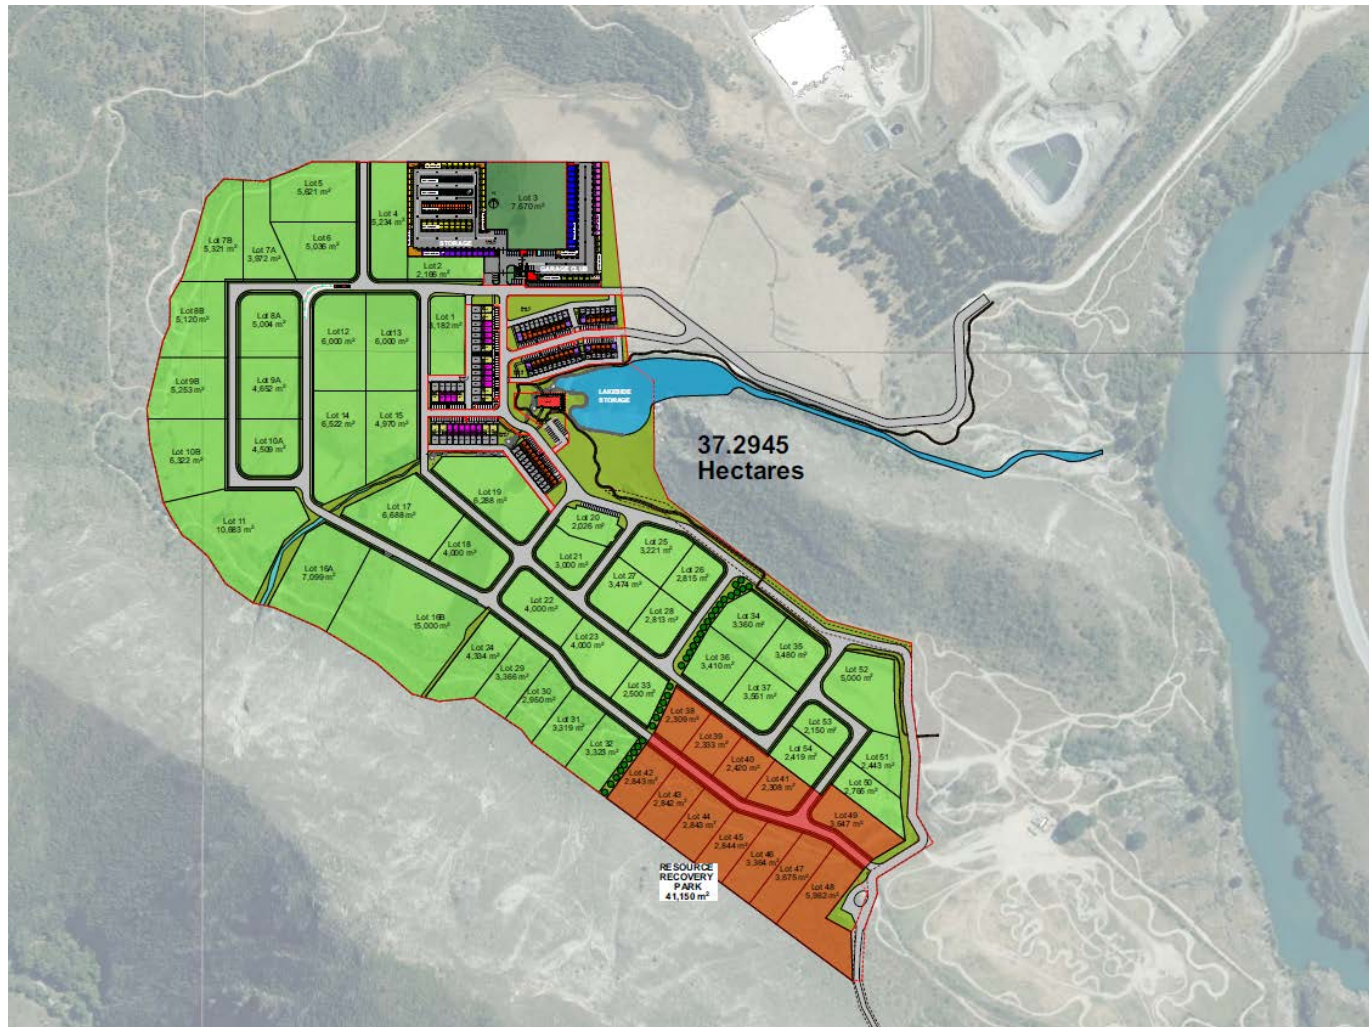 Lot 5
5,621 m²
Lot 4
5,234 m²
Lot 3
7,670 m²
Lot 6
5,036 m²
Lot 7B
5,321 m²
Lot 7A
3,972 m²
STORAGE
GARAGE CLUB
Lot 2
2,166 m²
Lot 8B
5,120 m²
Lot 8A
5,004 m²
Lot 12
6,000 m²
Lot 13
6,000 m²
Lot 1
3,182 m²
Lot 9B
5,253 m²
Lot 9A
4,652 m²
LAKESIDE
STORAGE
Lot 14
6,522 m²
Lot 15
4,970 m²
Lot 10B
6,322 m²
Lot 10A
4,509 m²
37.2945
Hectares
Lot 19
6,288 m²
Lot 17
6,688 m²
Lot 11
10,683 m²
Lot 18
4,000 m²
Lot 20
2,026 m²
Lot 21
3,000 m²
Lot 25
3,221 m²
Lot 26
2,815 m²
Lot 27
3,474 m²
Lot 16A
7,099 m²
Lot 22
4,000 m²
Lot 28
2,813 m²
Lot 16B
15,000 m²
Lot 23
4,000 m²
Lot 34
3,360 m²
Lot 35
3,480 m²
Lot 24
4,334 m²
Lot 29
3,366 m²
Lot 36
3,410 m²
Lot 52
5,000 m²
Lot 30
2,950 m²
Lot 33
2,500 m²
Lot 37
3,561 m²
Lot 31
3,319 m²
Lot 38
2,309 m²
Lot 53
2,150 m²
Lot 32
3,323 m²
Lot 39
2,333 m²
Lot 54
2,419 m²
Lot 40
2,420 m²
Lot 51
2,443 m²
Lot 42
2,843 m²
Lot 41
2,308 m²
Lot 50
2,765 m²
Lot 43
2,842 m²
Lot 44
2,843 m²
Lot 49
3,647 m²
Lot 45
2,844 m²
Lot 46
3,364 m²
Lot 47
3,675 m²
Lot 48
5,962 m²
RESOURCE
RECOVERY
PARK
41,150 m²